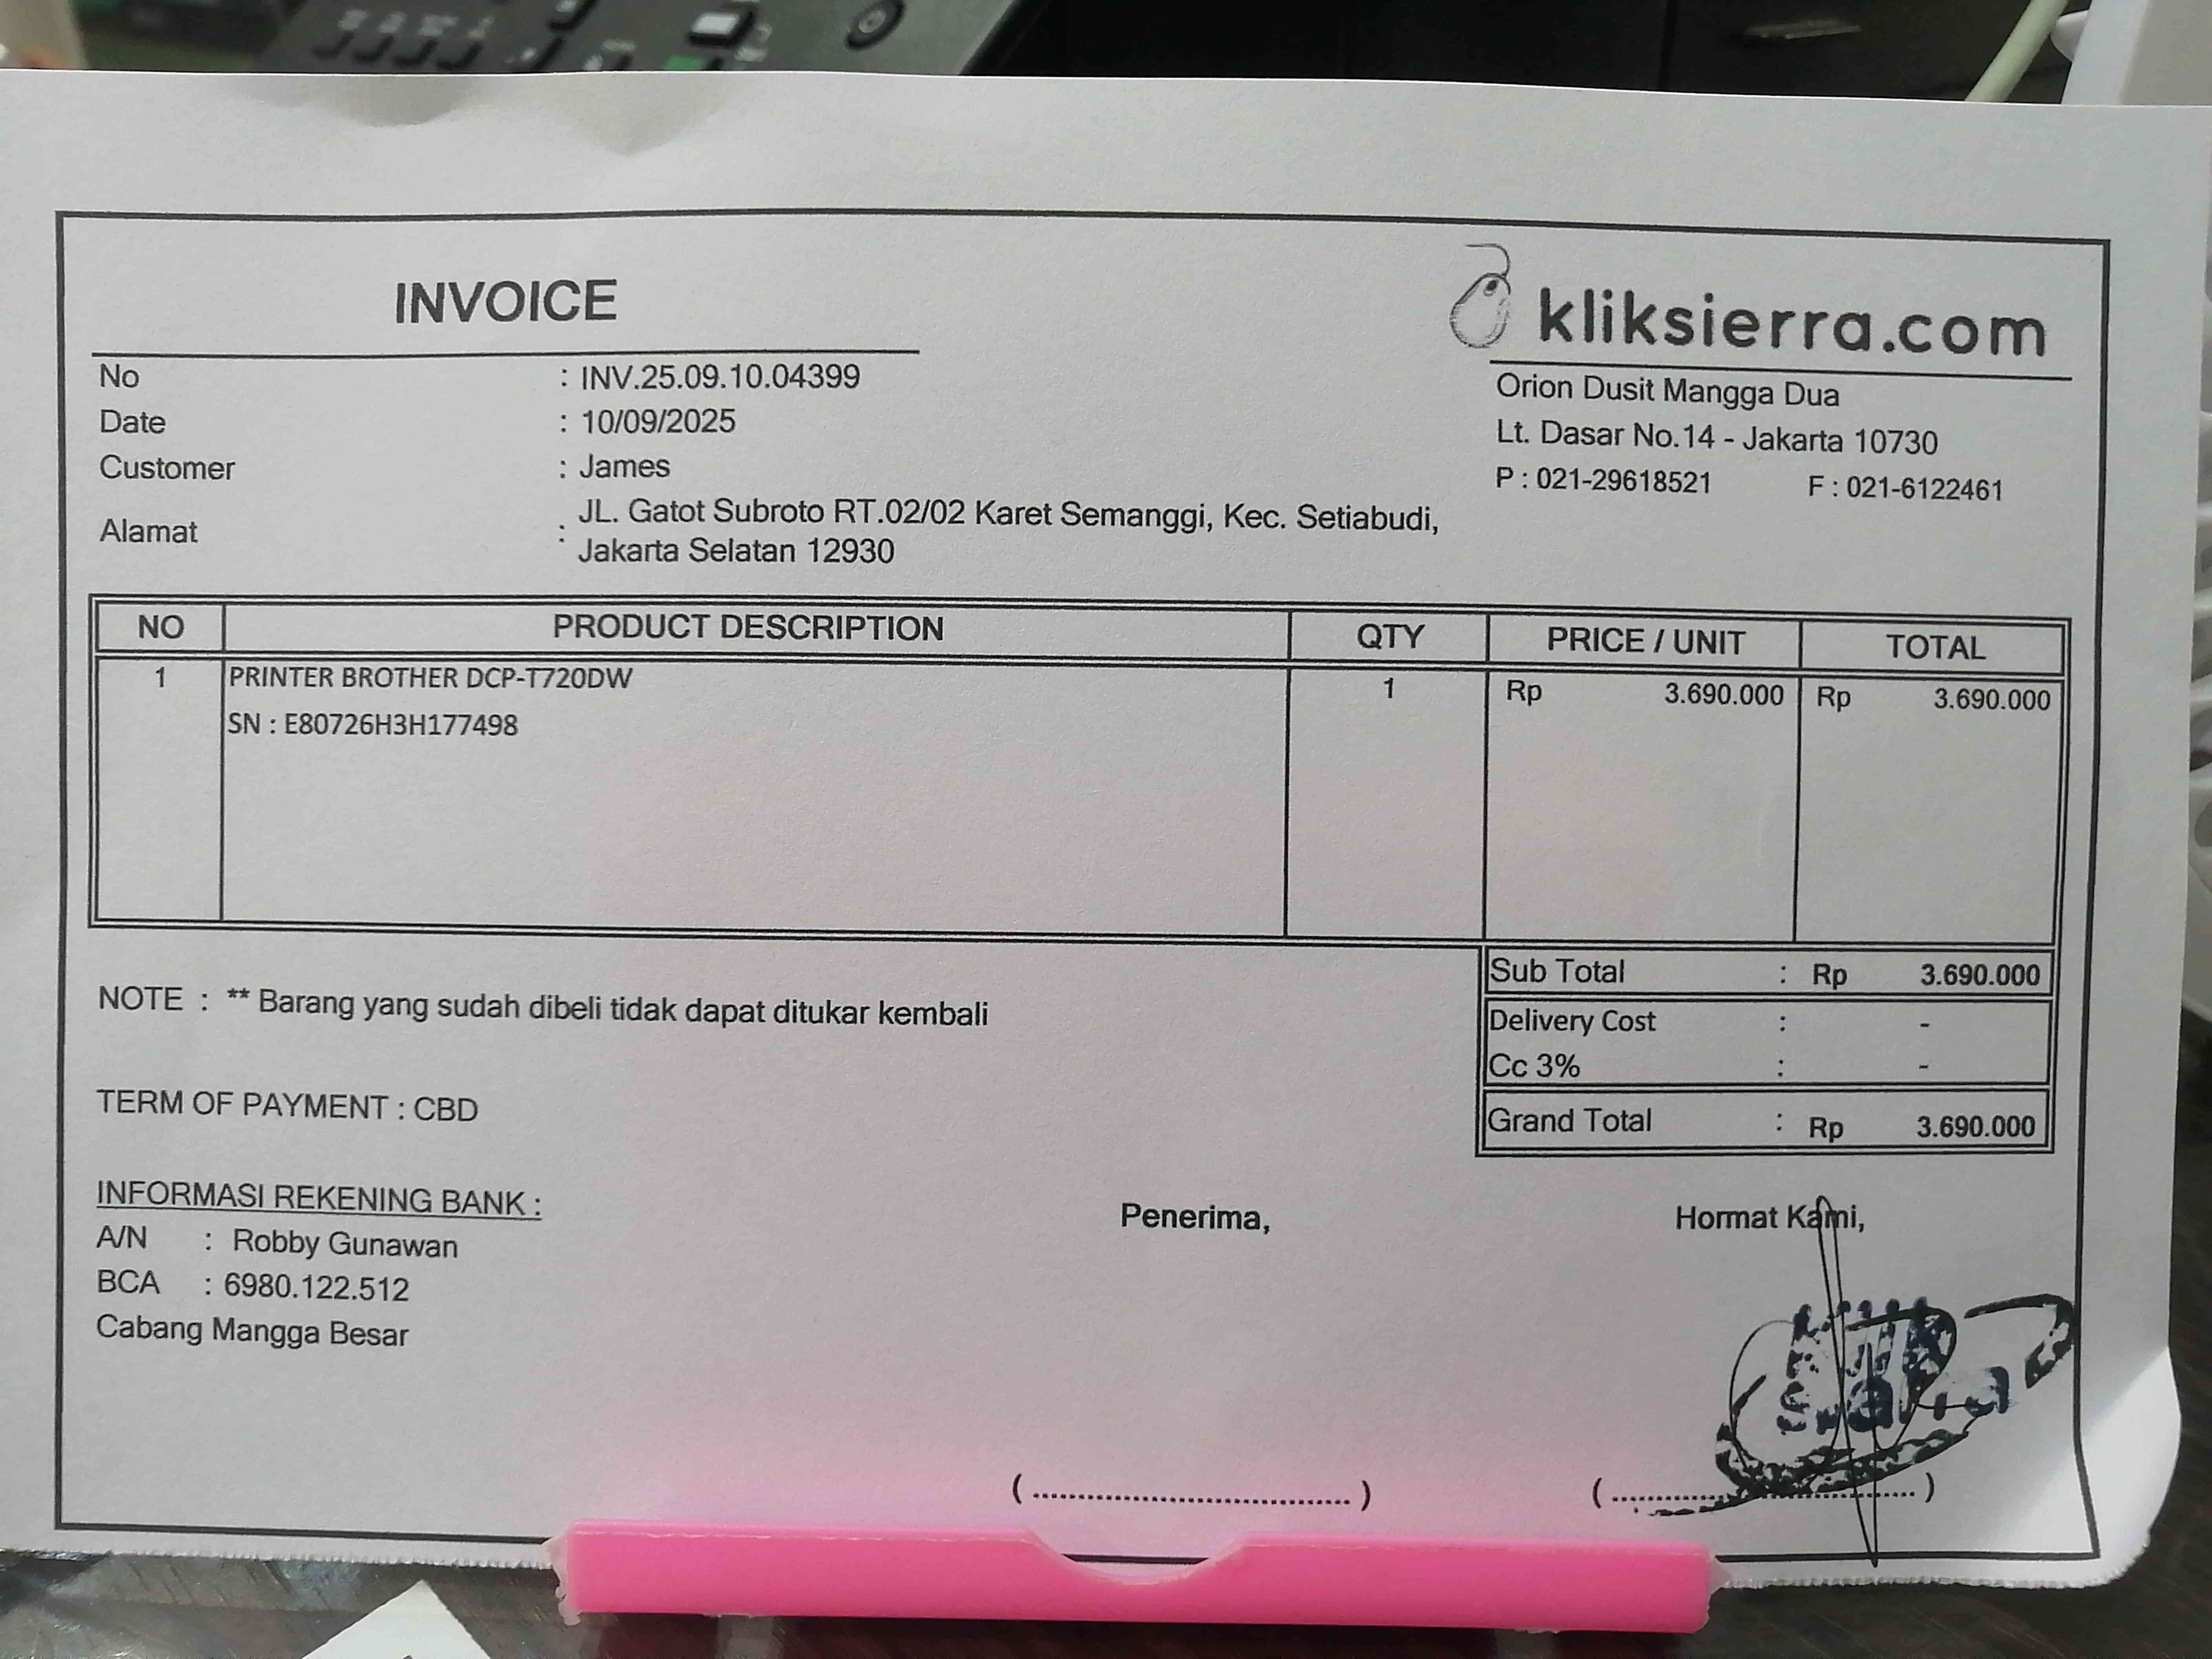 INVOICE
kliksierra.com
No : INV.25.09.10.04399
Date : 10/09/2025
Customer : James
Alamat : JL. Gatot Subroto RT.02/02 Karet Semanggi, Kec. Setiabudi,
Jakarta Selatan 12930
Orion Dusit Mangga Dua
Lt. Dasar No.14 - Jakarta 10730
P : 021-29618521 F : 021-6122461
NO PRODUCT DESCRIPTION QTY PRICE / UNIT TOTAL
1 PRINTER BROTHER DCP-T720DW 1 Rp 3.690.000 Rp 3.690.000
SN : E80726H3H177498
Sub Total : Rp 3.690.000
Delivery Cost : -
Cc 3% : -
Grand Total : Rp 3.690.000
NOTE : ** Barang yang sudah dibeli tidak dapat ditukar kembali
TERM OF PAYMENT : CBD
INFORMASI REKENING BANK :
A/N : Robby Gunawan
BCA : 6980.122.512
Cabang Mangga Besar
Penerima,
Hormat Kami,
(....................................)
(....................................)